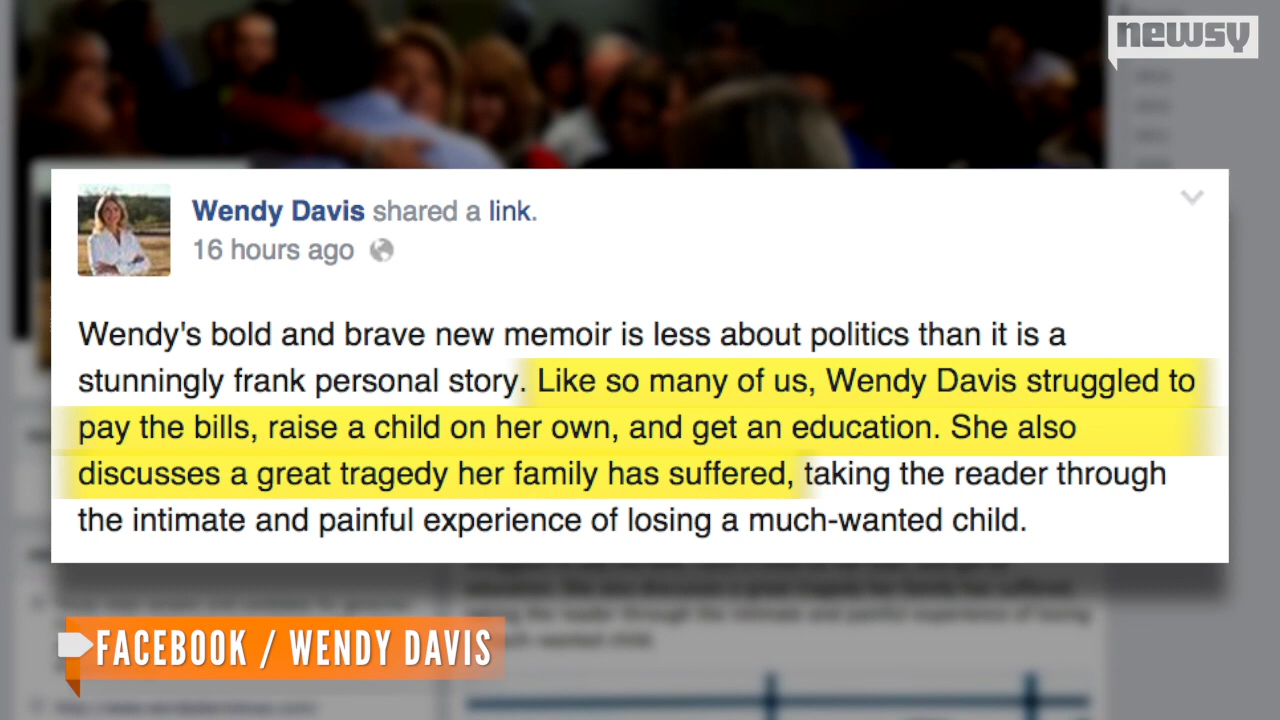 newsy
Wendy Davis shared a link.
16 hours ago
Wendy's bold and brave new memoir is less about politics than it is a
stunningly frank personal story. Like so many of us, Wendy Davis struggled to
pay the bills, raise a child on her own, and get an education. She also
discusses a great tragedy her family has suffered, taking the reader through
the intimate and painful experience of losing a much-wanted child.
FACEBOOK / WENDY DAVIS